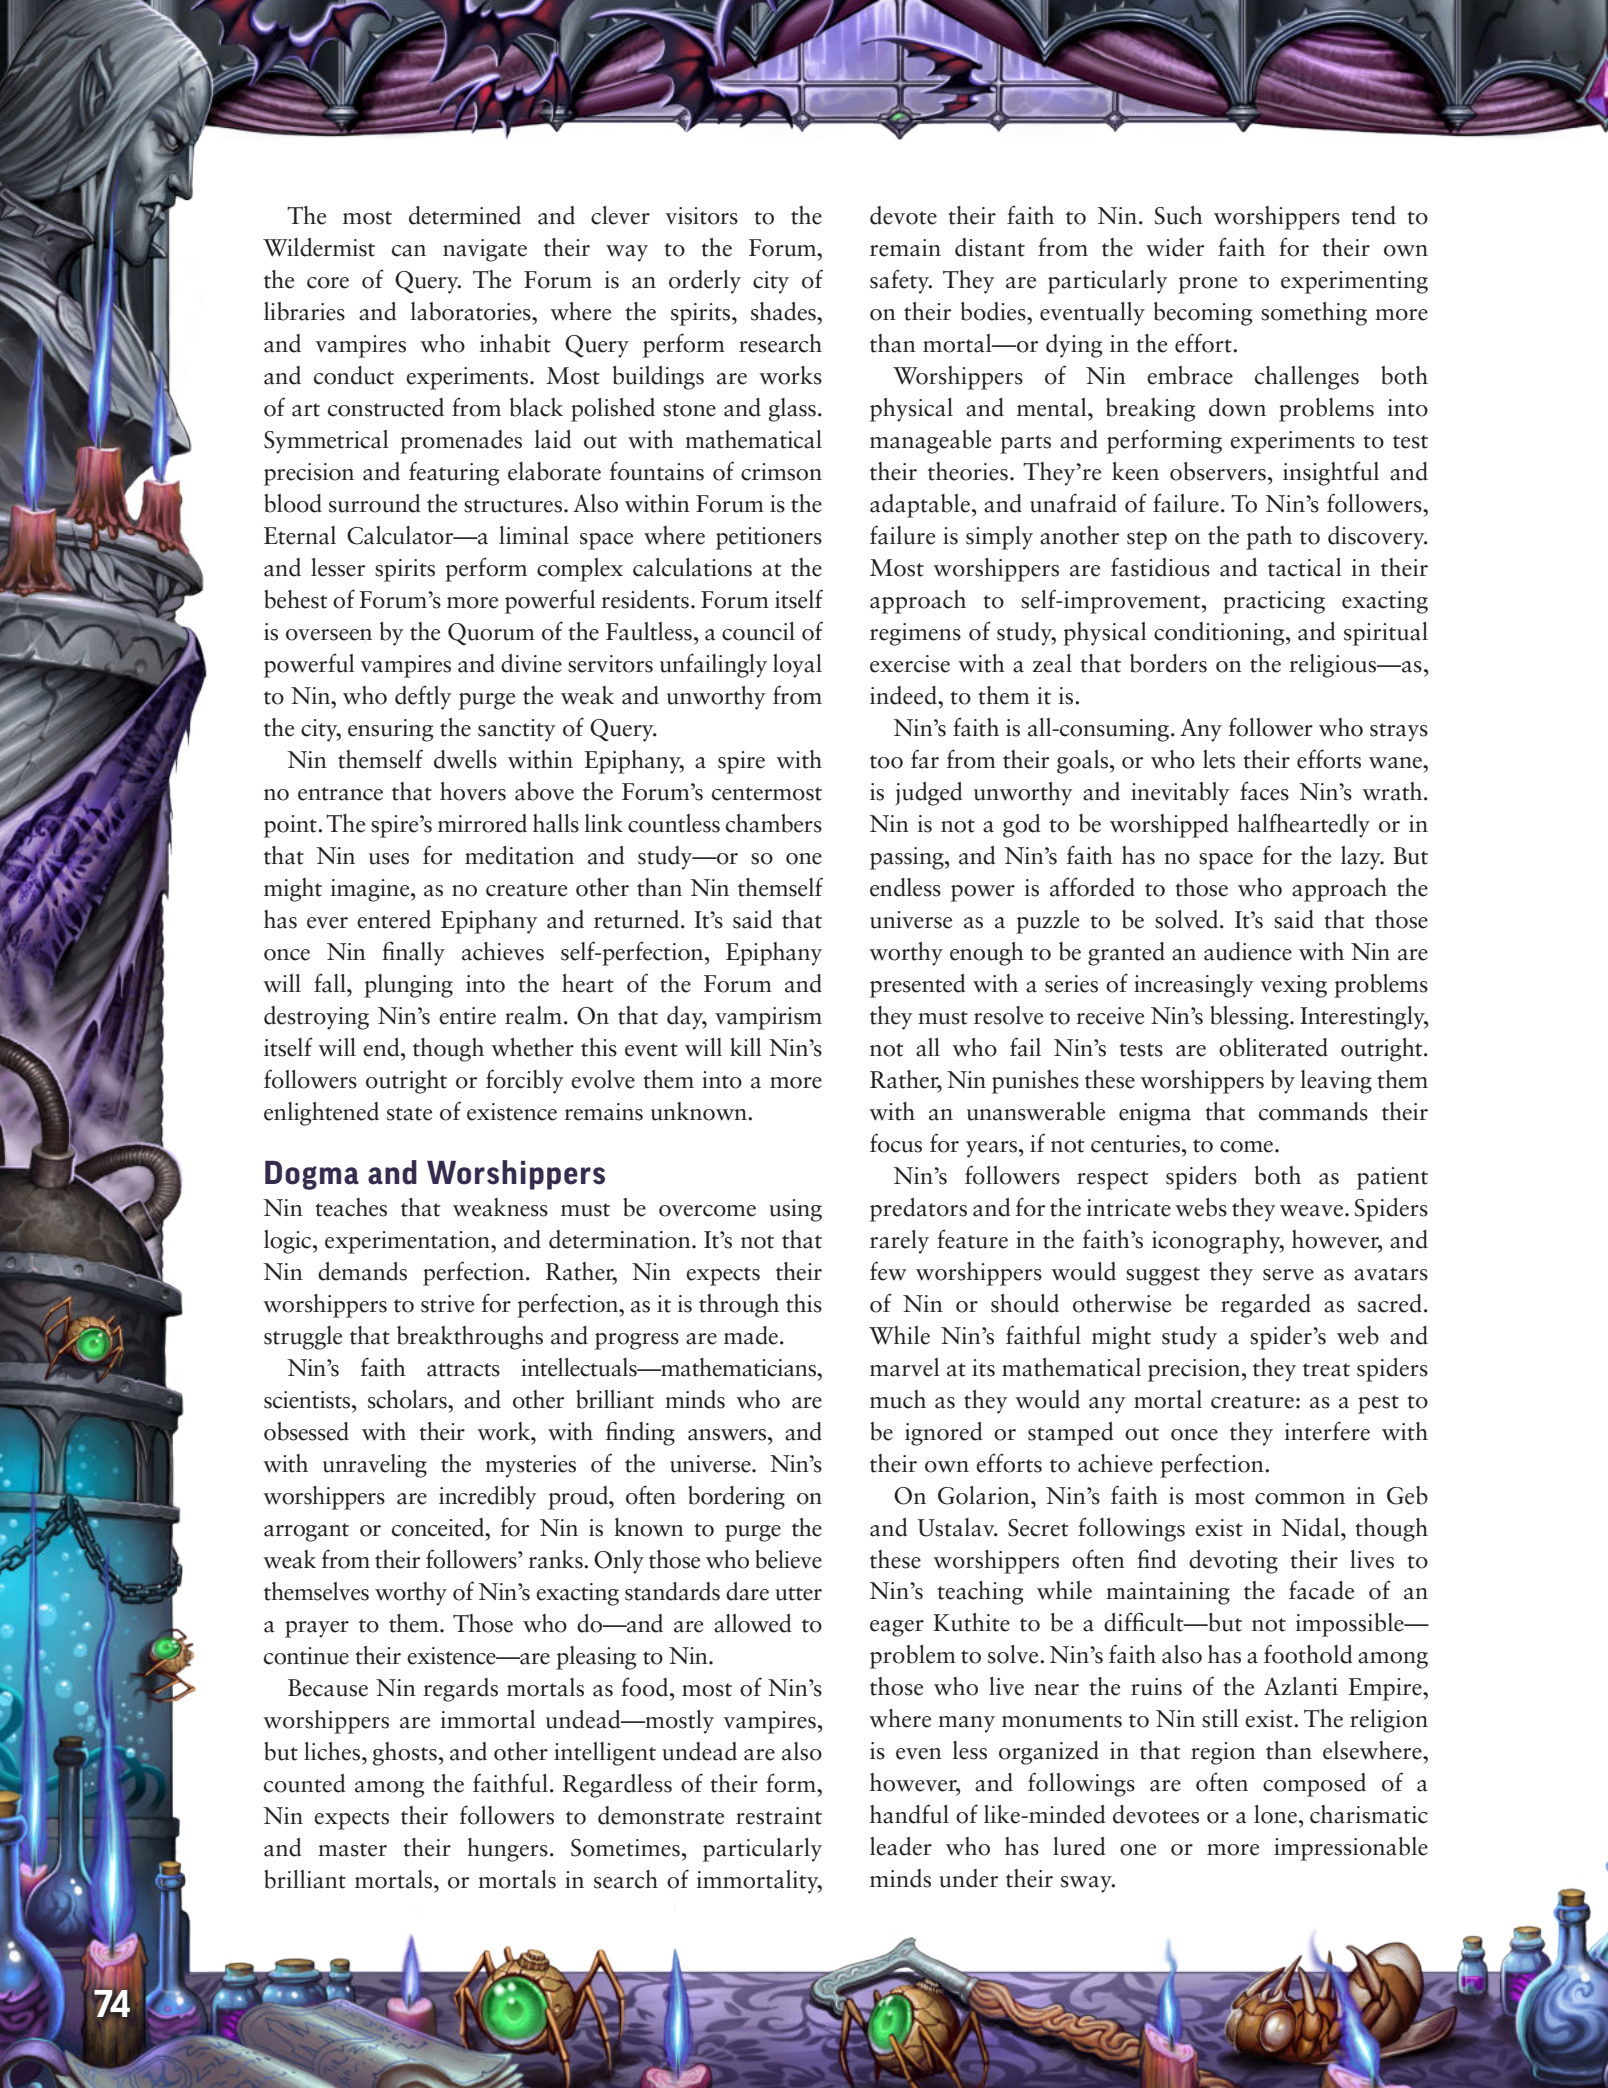 The most determined and clever visitors to the
Wildermist can navigate their way to the Forum,
the core of Query. The Forum is an orderly city of
libraries and laboratories, where the spirits, shades,
and vampires who inhabit Query perform research
and conduct experiments. Most buildings are works
of art constructed from black polished stone and glass.
Symmetrical promenades laid out with mathematical
precision and featuring elaborate fountains of crimson
blood surround the structures. Also within Forum is the
Eternal Calculator—a liminal space where petitioners
and lesser spirits perform complex calculations at the
behest of Forum's more powerful residents. Forum itself
is overseen by the Quorum of the Faultless, a council of
powerful vampires and divine servitors unfailingly loyal
to Nin, who deftly purge the weak and unworthy from
the city, ensuring the sanctity of Query.
Nin themself dwells within Epiphany, a spire with
no entrance that hovers above the Forum's centermost
point. The spire's mirrored halls link countless chambers
that Nin uses for meditation and study—or so one
might imagine, as no creature other than Nin themself
has ever entered Epiphany and returned. It's said that
once Nin finally achieves self-perfection, Epiphany
will fall, plunging into the heart of the Forum and
destroying Nin's entire realm. On that day, vampirism
itself will end, though whether this event will kill Nin's
followers outright or forcibly evolve them into a more
enlightened state of existence remains unknown.
Dogma and Worshippers
Nin teaches that weakness must be overcome using
logic, experimentation, and determination. It's not that
Nin demands perfection. Rather, Nin expects their
worshippers to strive for perfection, as it is through this
struggle that breakthroughs and progress are made.
Nin's faith attracts intellectuals—mathematicians,
scientists, scholars, and other brilliant minds who are
obsessed with their work, with finding answers, and
with unraveling the mysteries of the universe. Nin's
worshippers are incredibly proud, often bordering on
arrogant or conceited, for Nin is known to purge the
weak from their followers' ranks. Only those who believe
themselves worthy of Nin's exacting standards dare utter
a prayer to them. Those who do—and are allowed to
continue their existence—are pleasing to Nin.
Because Nin regards mortals as food, most of Nin's
worshippers are immortal undead—mostly vampires,
but liches, ghosts, and other intelligent undead are also
counted among the faithful. Regardless of their form,
Nin expects their followers to demonstrate restraint
and master their hungers. Sometimes, particularly
brilliant mortals, or mortals in search of immortality,
devote their faith to Nin. Such worshippers tend to
remain distant from the wider faith for their own
safety. They are particularly prone to experimenting
on their bodies, eventually becoming something more
than mortal—or dying in the effort.
Worshippers of Nin embrace challenges both
physical and mental, breaking down problems into
manageable parts and performing experiments to test
their theories. They're keen observers, insightful and
adaptable, and unafraid of failure. To Nin's followers,
failure is simply another step on the path to discovery.
Most worshippers are fastidious and tactical in their
approach to self-improvement, practicing exacting
regimens of study, physical conditioning, and spiritual
exercise with a zeal that borders on the religious—as,
indeed, to them it is.
Nin's faith is all-consuming. Any follower who strays
too far from their goals, or who lets their efforts wane,
is judged unworthy and inevitably faces Nin's wrath.
Nin is not a god to be worshipped halfheartedly or in
passing, and Nin's faith has no space for the lazy. But
endless power is afforded to those who approach the
universe as a puzzle to be solved. It's said that those
worthy enough to be granted an audience with Nin are
presented with a series of increasingly vexing problems
they must resolve to receive Nin's blessing. Interestingly,
not all who fail Nin's tests are obliterated outright.
Rather, Nin punishes these worshippers by leaving them
with an unanswerable enigma that commands their
focus for years, if not centuries, to come.
Nin's followers respect spiders both as patient
predators and for the intricate webs they weave. Spiders
rarely feature in the faith's iconography, however, and
few worshippers would suggest they serve as avatars
of Nin or should otherwise be regarded as sacred.
While Nin's faithful might study a spider's web and
marvel at its mathematical precision, they treat spiders
much as they would any mortal creature: as a pest to
be ignored or stamped out once they interfere with
their own efforts to achieve perfection.
On Golarion, Nin's faith is most common in Geb
and Ustalav. Secret followings exist in Nidal, though
these worshippers often find devoting their lives to
Nin's teaching while maintaining the facade of an
eager Kuthite to be a difficult—but not impossible—
problem to solve. Nin's faith also has a foothold among
those who live near the ruins of the Azlanti Empire,
where many monuments to Nin still exist. The religion
is even less organized in that region than elsewhere,
however, and followings are often composed of a
handful of like-minded devotees or a lone, charismatic
leader who has lured one or more impressionable
minds under their sway.
74